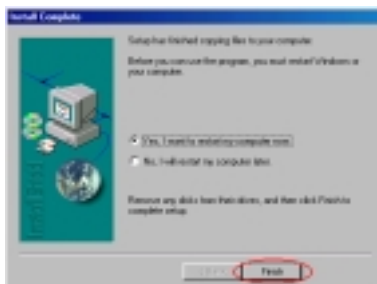 Install Complete
Setup has finished copying files to your computer.
Before you can use the program, you must restart Windows or
your computer.
Yes, I want to restart my computer now.
No, I will restart my computer later.
Remove any disks from their drives, and then click Finish to
complete setup.
Finish